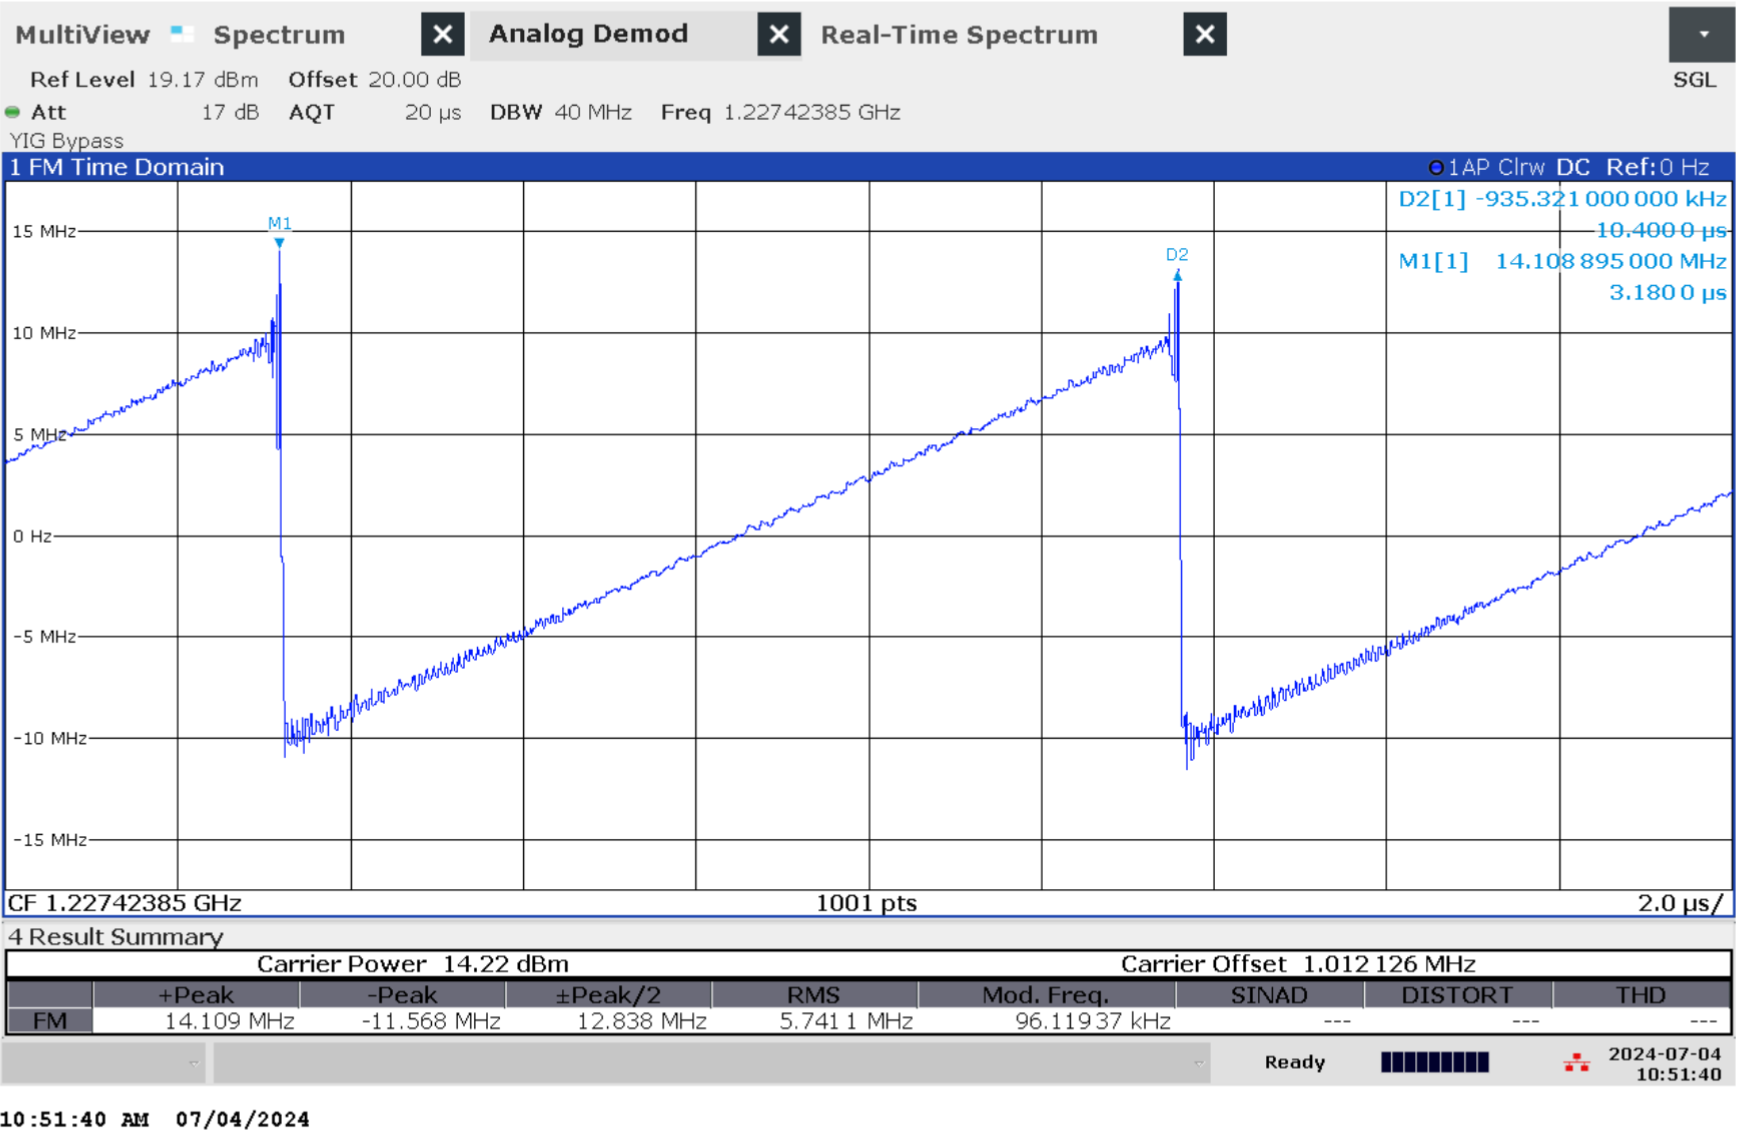 MultiView Spectrum Analog Demod Real-Time Spectrum
Ref Level 19.17 dBm Offset 20.00 dB SGL
Att 17 dB AQT 20 µs DBW 40 MHz Freq 1.22742385 GHz
YIG Bypass
1 FM Time Domain 1AP Clrw DC Ref:0 Hz
D2[1] -935.321 000 000 kHz
10.400 0 µs
M1[1] 14.108 895 000 MHz
3.180 0 µs
M1
D2
15 MHz
10 MHz
5 MHz
0 Hz
-5 MHz
-10 MHz
-15 MHz
CF 1.22742385 GHz 1001 pts 2.0 µs/
4 Result Summary
Carrier Power 14.22 dBm Carrier Offset 1.012 126 MHz
+Peak -Peak ±Peak/2 RMS Mod. Freq. SINAD DISTORT THD
FM 14.109 MHz -11.568 MHz 12.838 MHz 5.741 1 MHz 96.119 37 kHz --- --- ---
Ready 2024-07-04
10:51:40
10:51:40 AM 07/04/2024